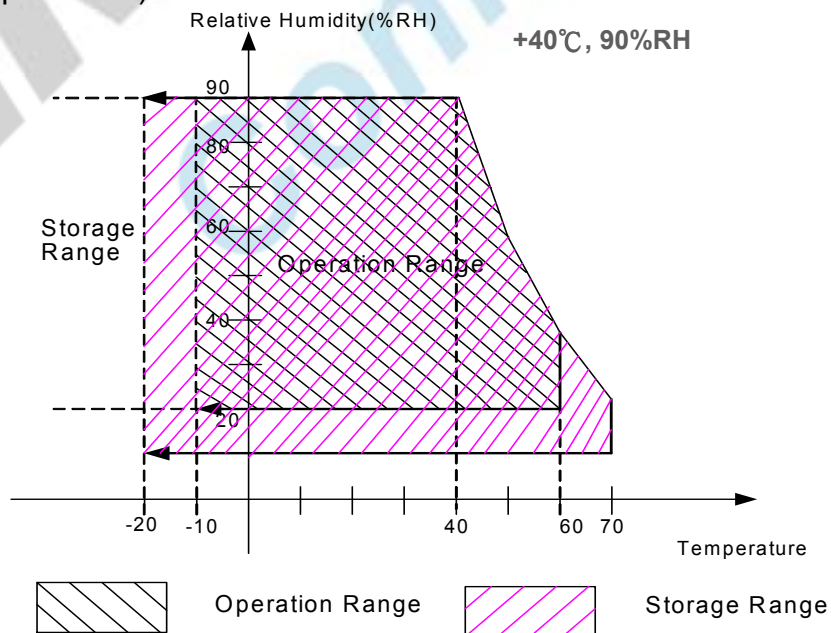 Relative Humidity(%RH)
+40℃, 90%RH
90
80
Storage
Range
60
Operation Range
40
20
-20
-10
40
60
70
Temperature
Operation Range
Storage Range